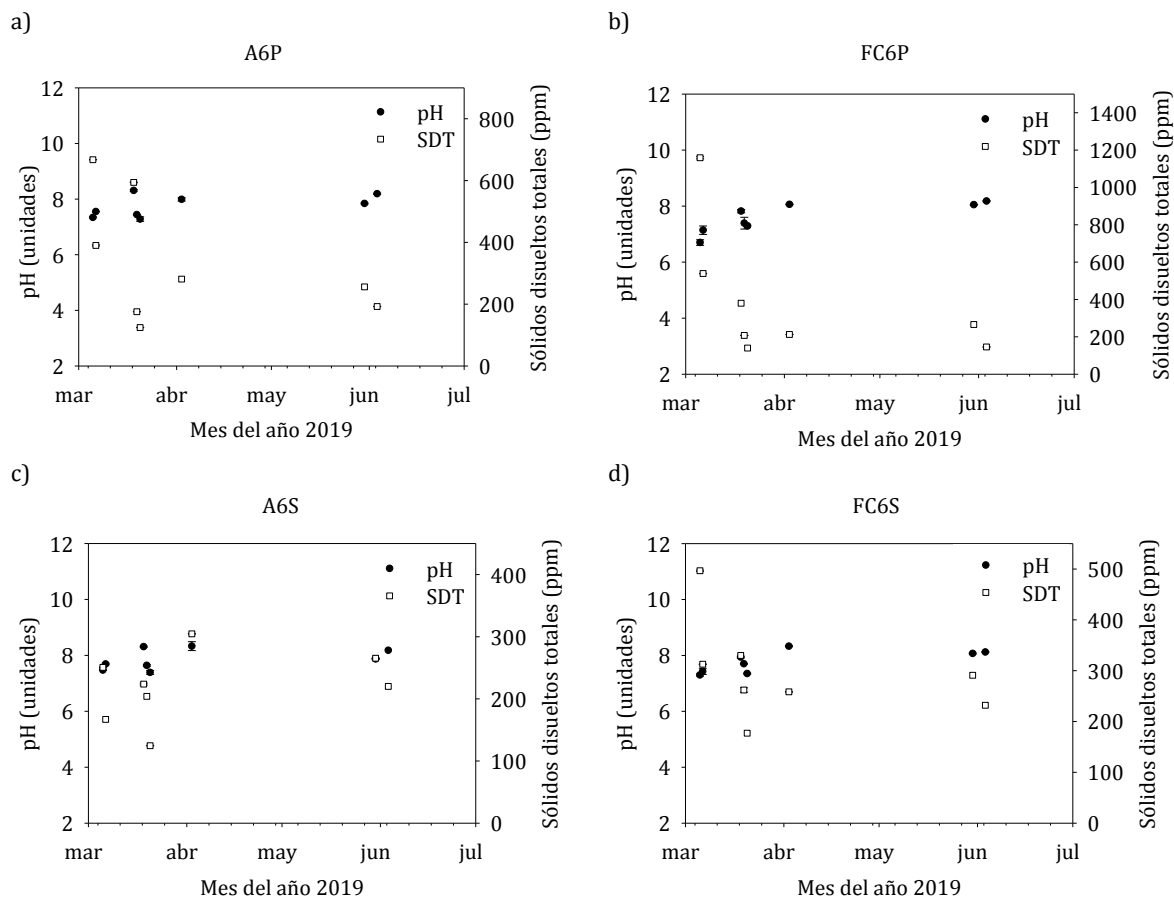 a)
A6P
12
10
8
6
4
2
pH (unidades)
800
600
400
200
0
Sólidos disueltos totales (ppm)
pH
SDT
mar abr may jun jul
Mes del año 2019
b)
FC6P
12
10
8
6
4
2
pH (unidades)
1400
1200
1000
800
600
400
200
0
Sólidos disueltos totales (ppm)
pH
SDT
mar abr may jun jul
Mes del año 2019
c)
A6S
12
10
8
6
4
2
pH (unidades)
400
300
200
100
0
Sólidos disueltos totales (ppm)
pH
SDT
mar abr may jun jul
Mes del año 2019
d)
FC6S
12
10
8
6
4
2
pH (unidades)
500
400
300
200
100
0
Sólidos disueltos totales (ppm)
pH
SDT
mar abr may jun jul
Mes del año 2019